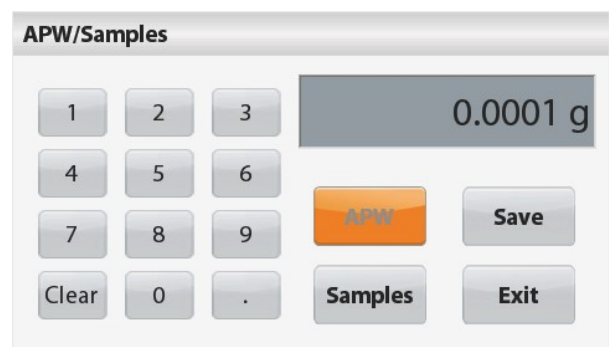 APW/Samples
0.0001 g
1 2 3
4 5 6
7 8 9
Clear 0 .
APW Save
Samples Exit